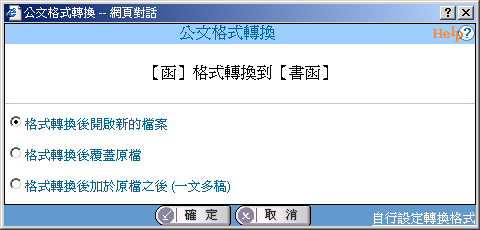 公文格式轉換 -- 網頁對話
公文格式轉換
Help?
【函】格式轉換到【書函】
格式轉換後開啟新的檔案
格式轉換後覆蓋原檔
格式轉換後加於原檔之後 (一文多稿)
確 定
取 消
自行設定轉換格式